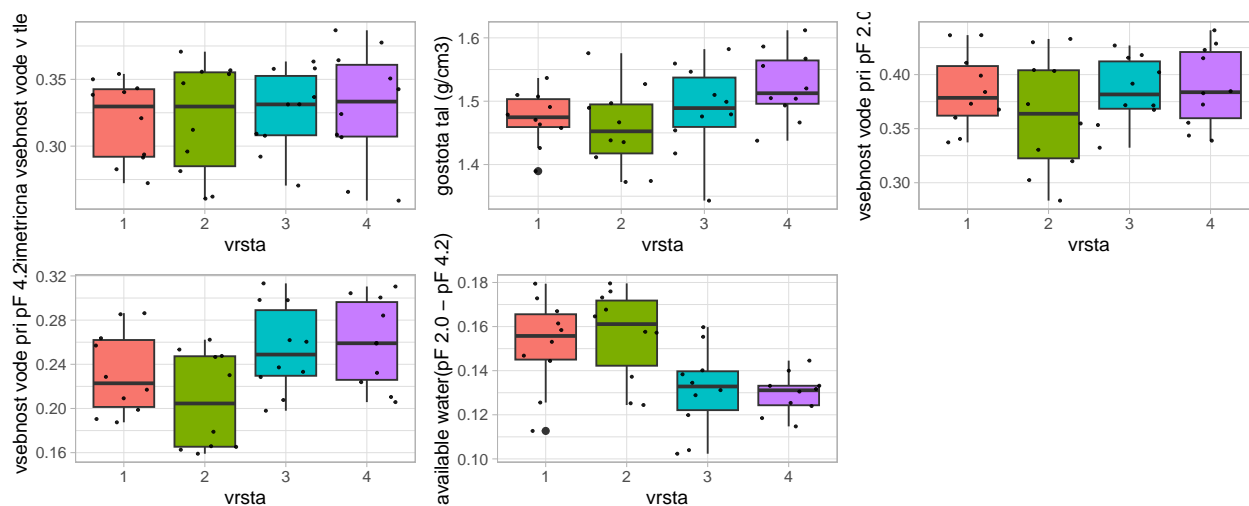 imetricna vsebnost vode v tle
0.35
0.30
1 2 3 4
vrsta
gostota tal (g/cm3)
1.6
1.5
1.4
1 2 3 4
vrsta
vsebnost vode pri pF 2.0
0.40
0.35
0.30
1 2 3 4
vrsta
vsebnost vode pri pF 4.2
0.32
0.28
0.24
0.20
0.16
1 2 3 4
vrsta
available water(pF 2.0 − pF 4.2)
0.18
0.16
0.14
0.12
0.10
1 2 3 4
vrsta